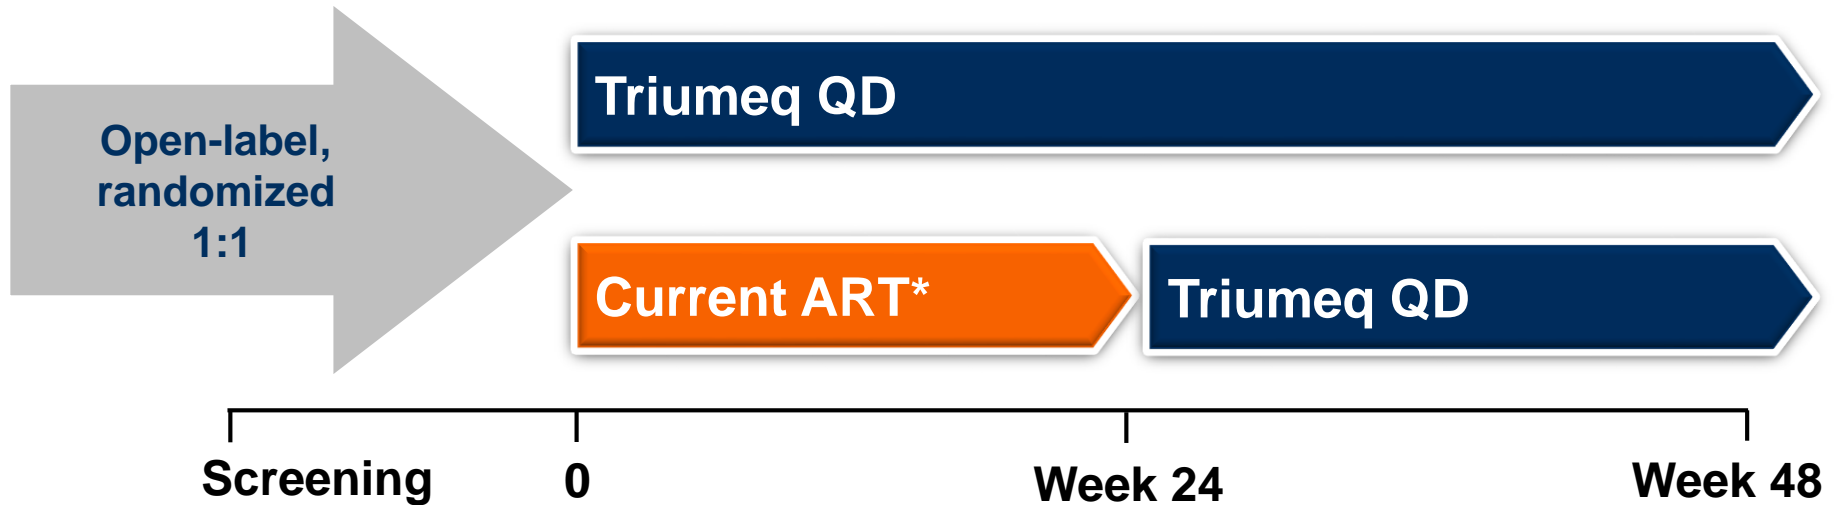 Open-label,
randomized
1:1
Triumeq QD
Current ART*
Triumeq QD
Screening
0
Week 24
Week 48